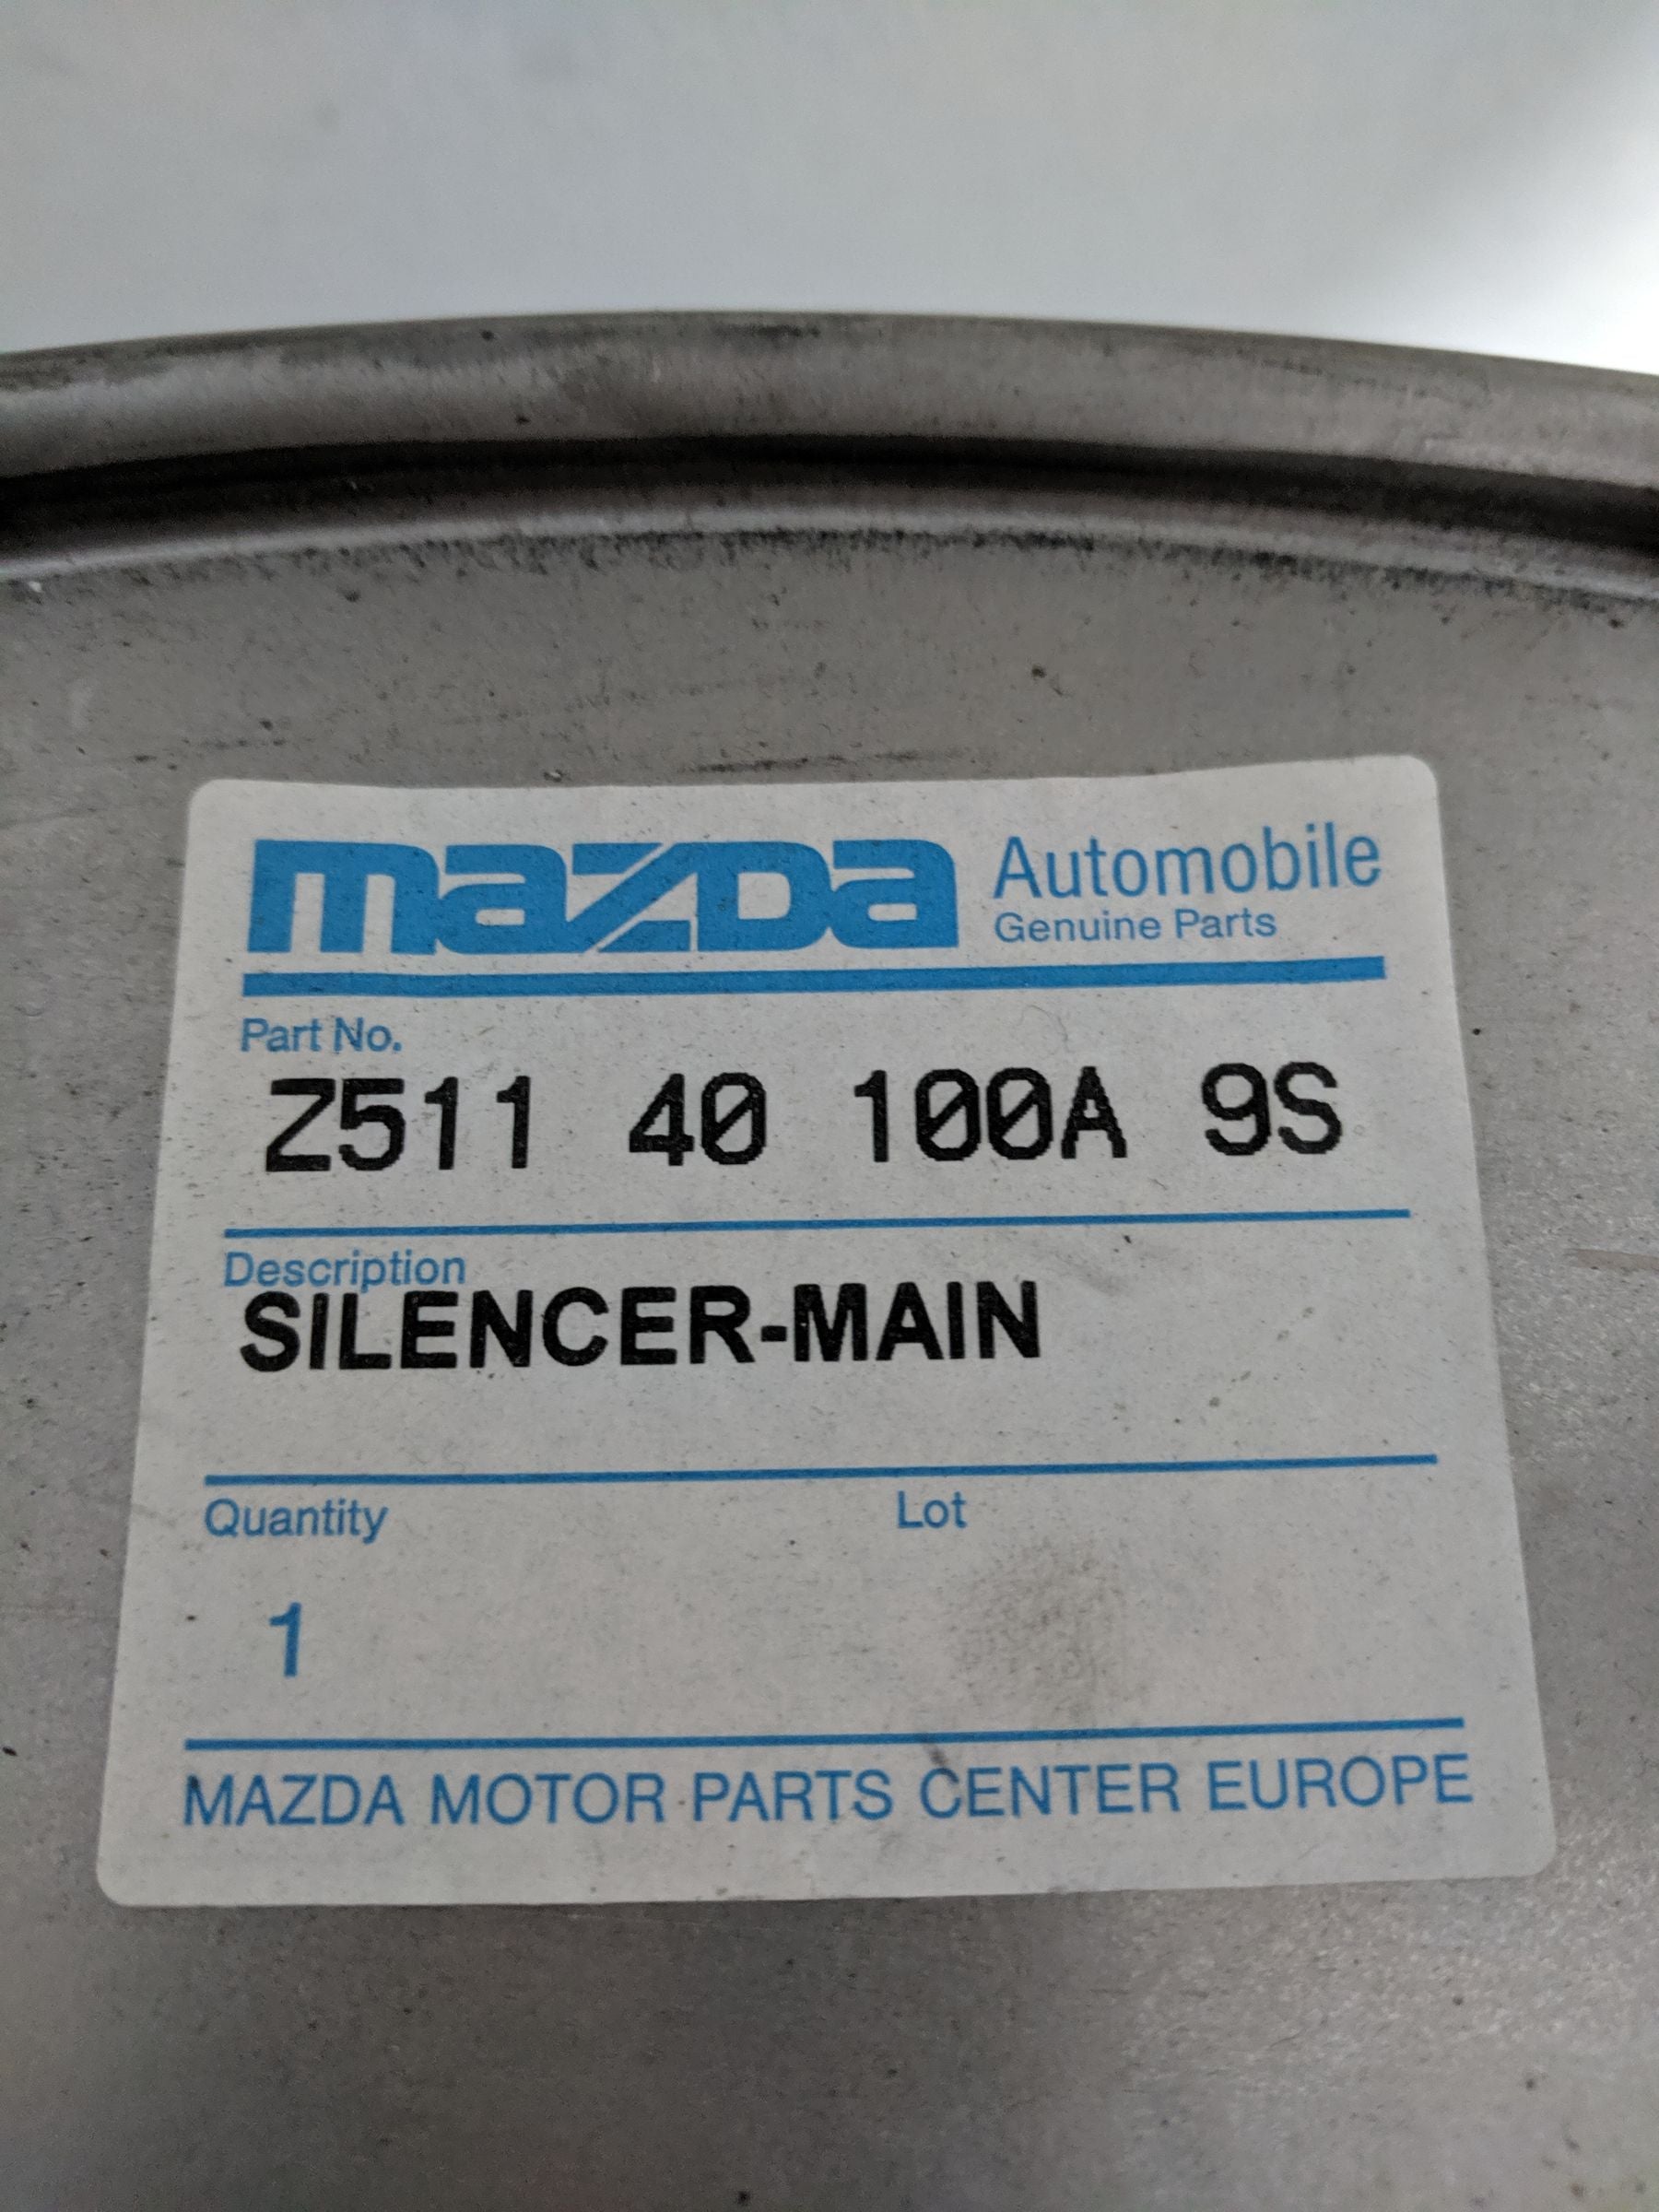 mazda Automobile
Genuine Parts
Part No.
Z511 40 100A 9S
Description
SILENCER-MAIN
Quantity Lot
1
MAZDA MOTOR PARTS CENTER EUROPE